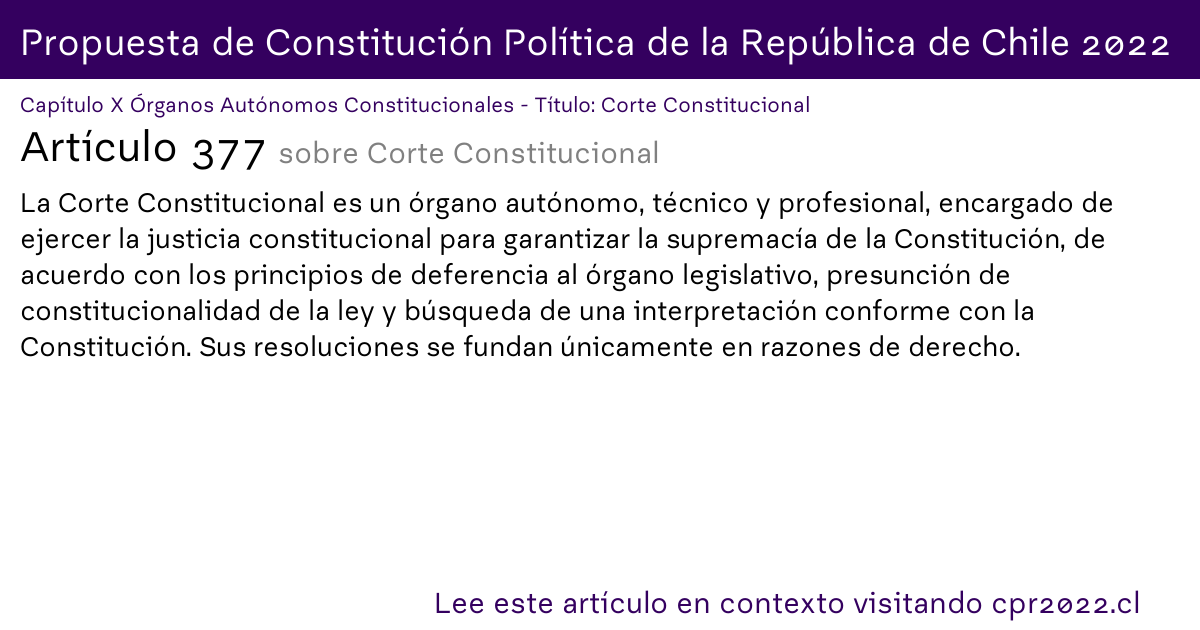 Propuesta de Constitución Política de la República de Chile 2022
Capítulo X Órganos Autónomos Constitucionales - Título: Corte Constitucional
Artículo 377 sobre Corte Constitucional
La Corte Constitucional es un órgano autónomo, técnico y profesional, encargado de
ejercer la justicia constitucional para garantizar la supremacía de la Constitución, de
acuerdo con los principios de deferencia al órgano legislativo, presunción de
constitucionalidad de la ley y búsqueda de una interpretación conforme con la
Constitución. Sus resoluciones se fundan únicamente en razones de derecho.
Lee este artículo en contexto visitando cpr2022.cl